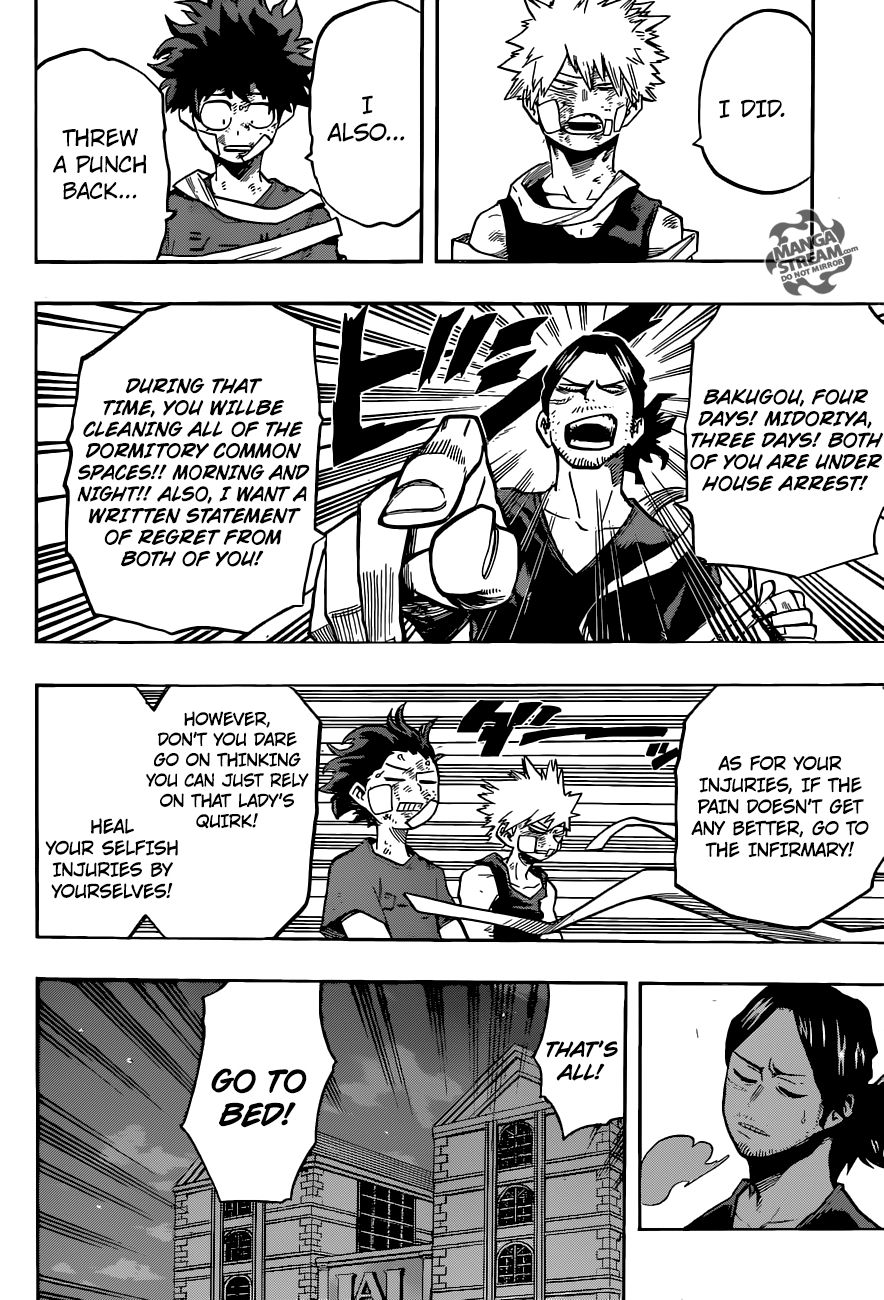 I DID.
I
ALSO...
THREW
A PUNCH
BACK...
MANGA
STREAM.com
DO NOT MIRROR
BAKUGOU, FOUR
DAYS! MIDORIYA,
THREE DAYS! BOTH
OF YOU ARE UNDER
HOUSE ARREST!
ビシッ
DURING THAT
TIME, YOU WILLBE
CLEANING ALL OF THE
DORMITORY COMMON
SPACES!! MORNING AND
NIGHT!! ALSO, I WANT A
WRITTEN STATEMENT
OF REGRET FROM
BOTH OF YOU!
AS FOR YOUR
INJURIES, IF THE
PAIN DOESN'T GET
ANY BETTER, GO TO
THE INFIRMARY!
HOWEVER,
DON'T YOU DARE
GO ON THINKING
YOU CAN JUST RELY
ON THAT LADY'S
QUIRK!
HEAL
YOUR SELFISH
INJURIES BY
YOURSELVES!
THAT'S
ALL!
GO TO
BED!